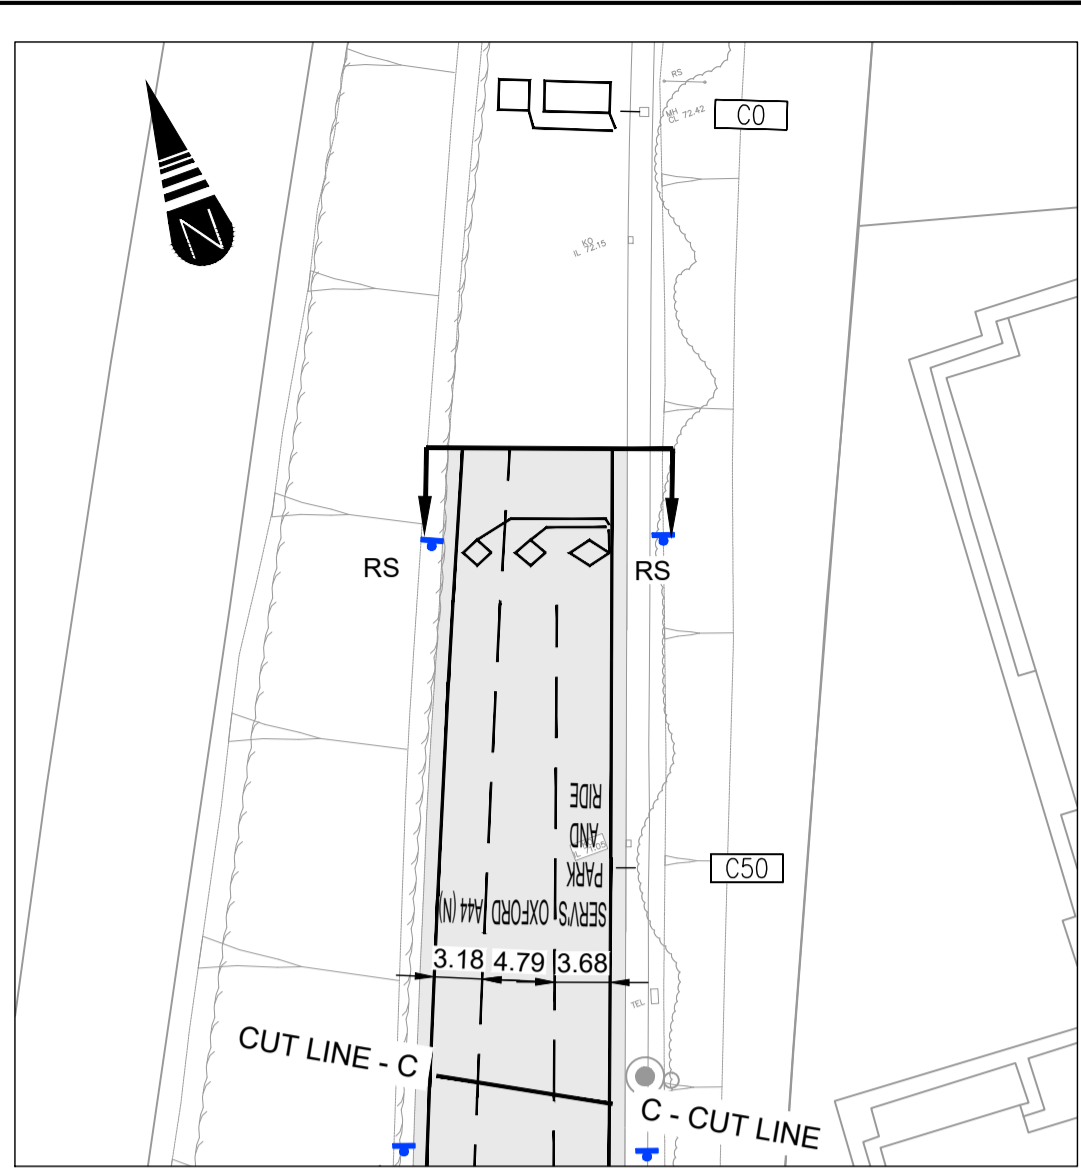 RS
C0
MH
CL 72.42
N
KO
IL 72.15
RS
RS
RIDE
AND
PARK
C50
A44 (N)
OXFORD
SERV'S
3.18
4.79
3.68
TEL
CUT LINE - C
C - CUT LINE